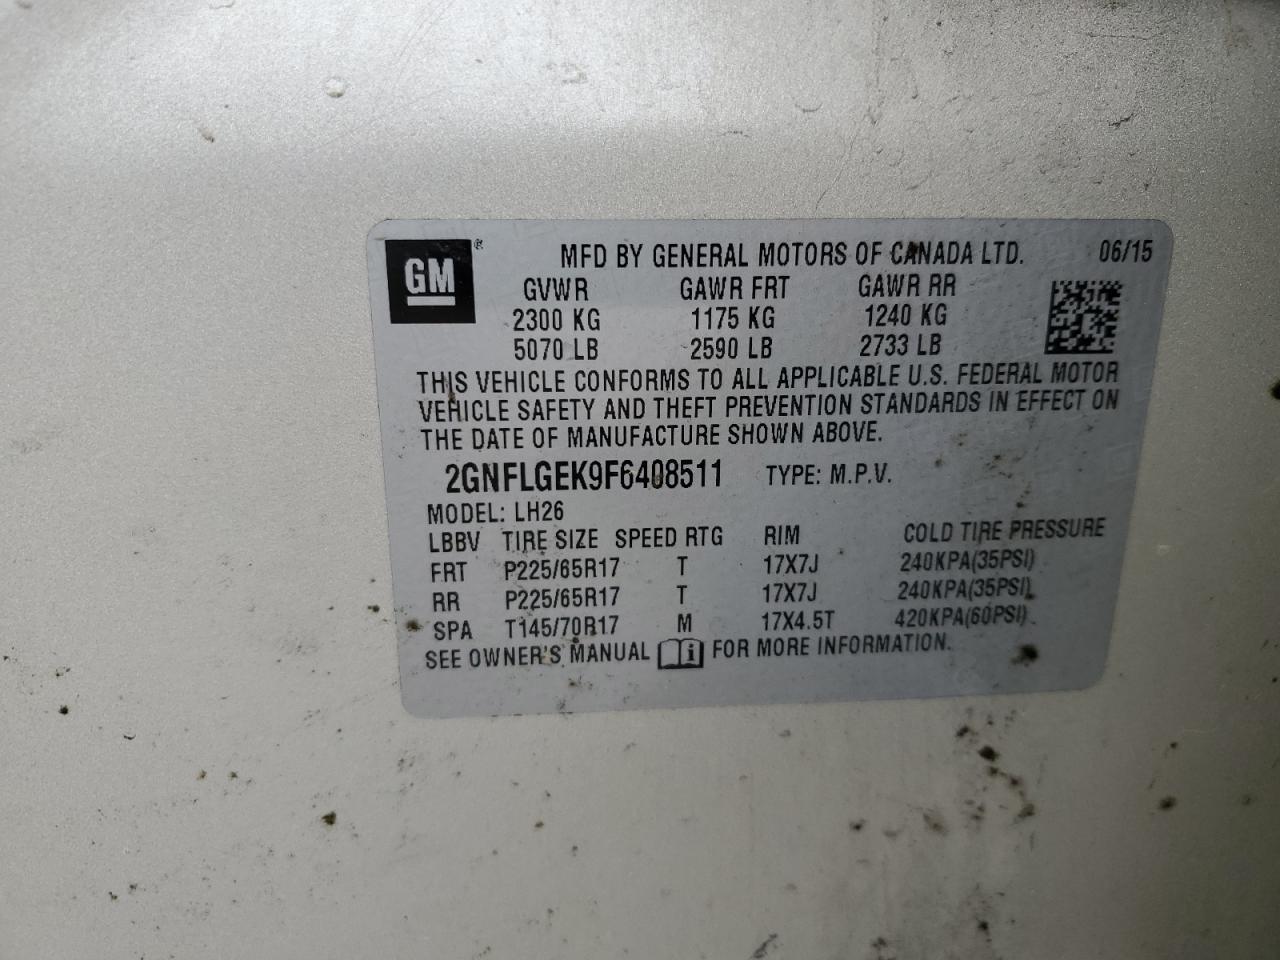 GM ® MFD BY GENERAL MOTORS OF CANADA LTD. 06/15
GVWR GAWR FRT GAWR RR
2300 KG 1175 KG 1240 KG
5070 LB 2590 LB 2733 LB
THIS VEHICLE CONFORMS TO ALL APPLICABLE U.S. FEDERAL MOTOR
VEHICLE SAFETY AND THEFT PREVENTION STANDARDS IN EFFECT ON
THE DATE OF MANUFACTURE SHOWN ABOVE.
2GNFLGEK9F6408511 TYPE: M.P.V.
MODEL: LH26
LBBV TIRE SIZE SPEED RTG RIM COLD TIRE PRESSURE
FRT P225/65R17 T 17X7J 240KPA(35PSI)
RR P225/65R17 T 17X7J 240KPA(35PSI)
SPA T145/70R17 M 17X4.5T 420KPA(60PSI)
SEE OWNER'S MANUAL i FOR MORE INFORMATION.